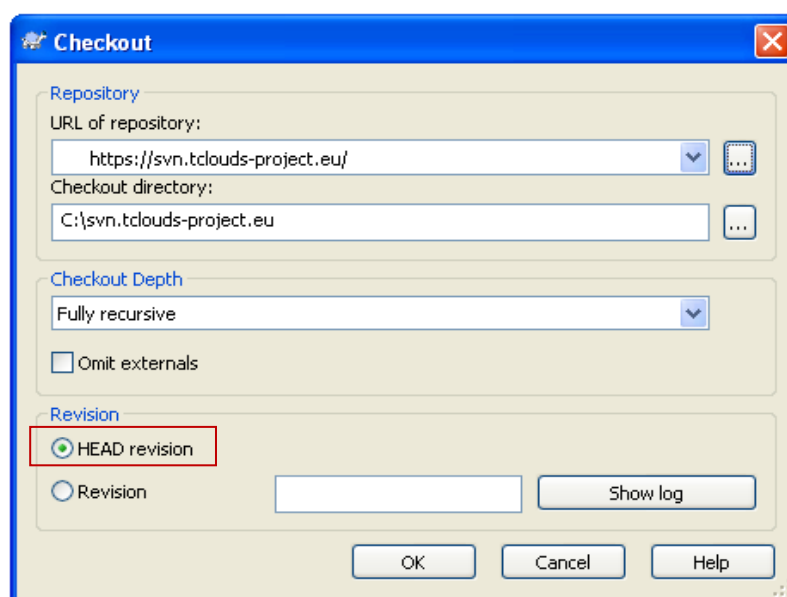 Checkout
Repository
URL of repository:
https://svn.tclouds-project.eu/
...
Checkout directory:
C:\svn.tclouds-project.eu
...
Checkout Depth
Fully recursive
Omit externals
Revision
HEAD revision
Revision
Show log
OK Cancel Help